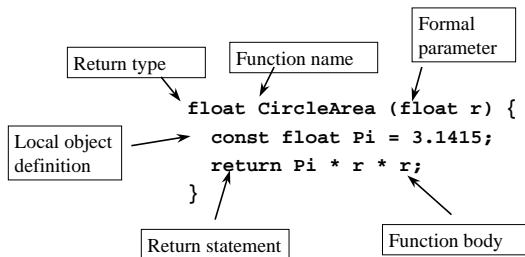 Formal
parameter
Return type
Function name
float CircleArea (float r) {
Local object
definition
const float Pi = 3.1415;
return Pi * r * r;
}
Return statement
Function body